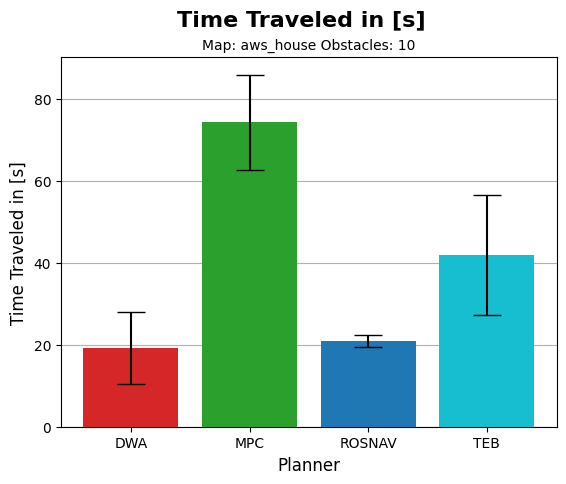 Time Traveled in [s]
Map: aws_house Obstacles: 10
Time Traveled in [s]
80
60
40
20
0
DWA MPC ROSNAV TEB
Planner